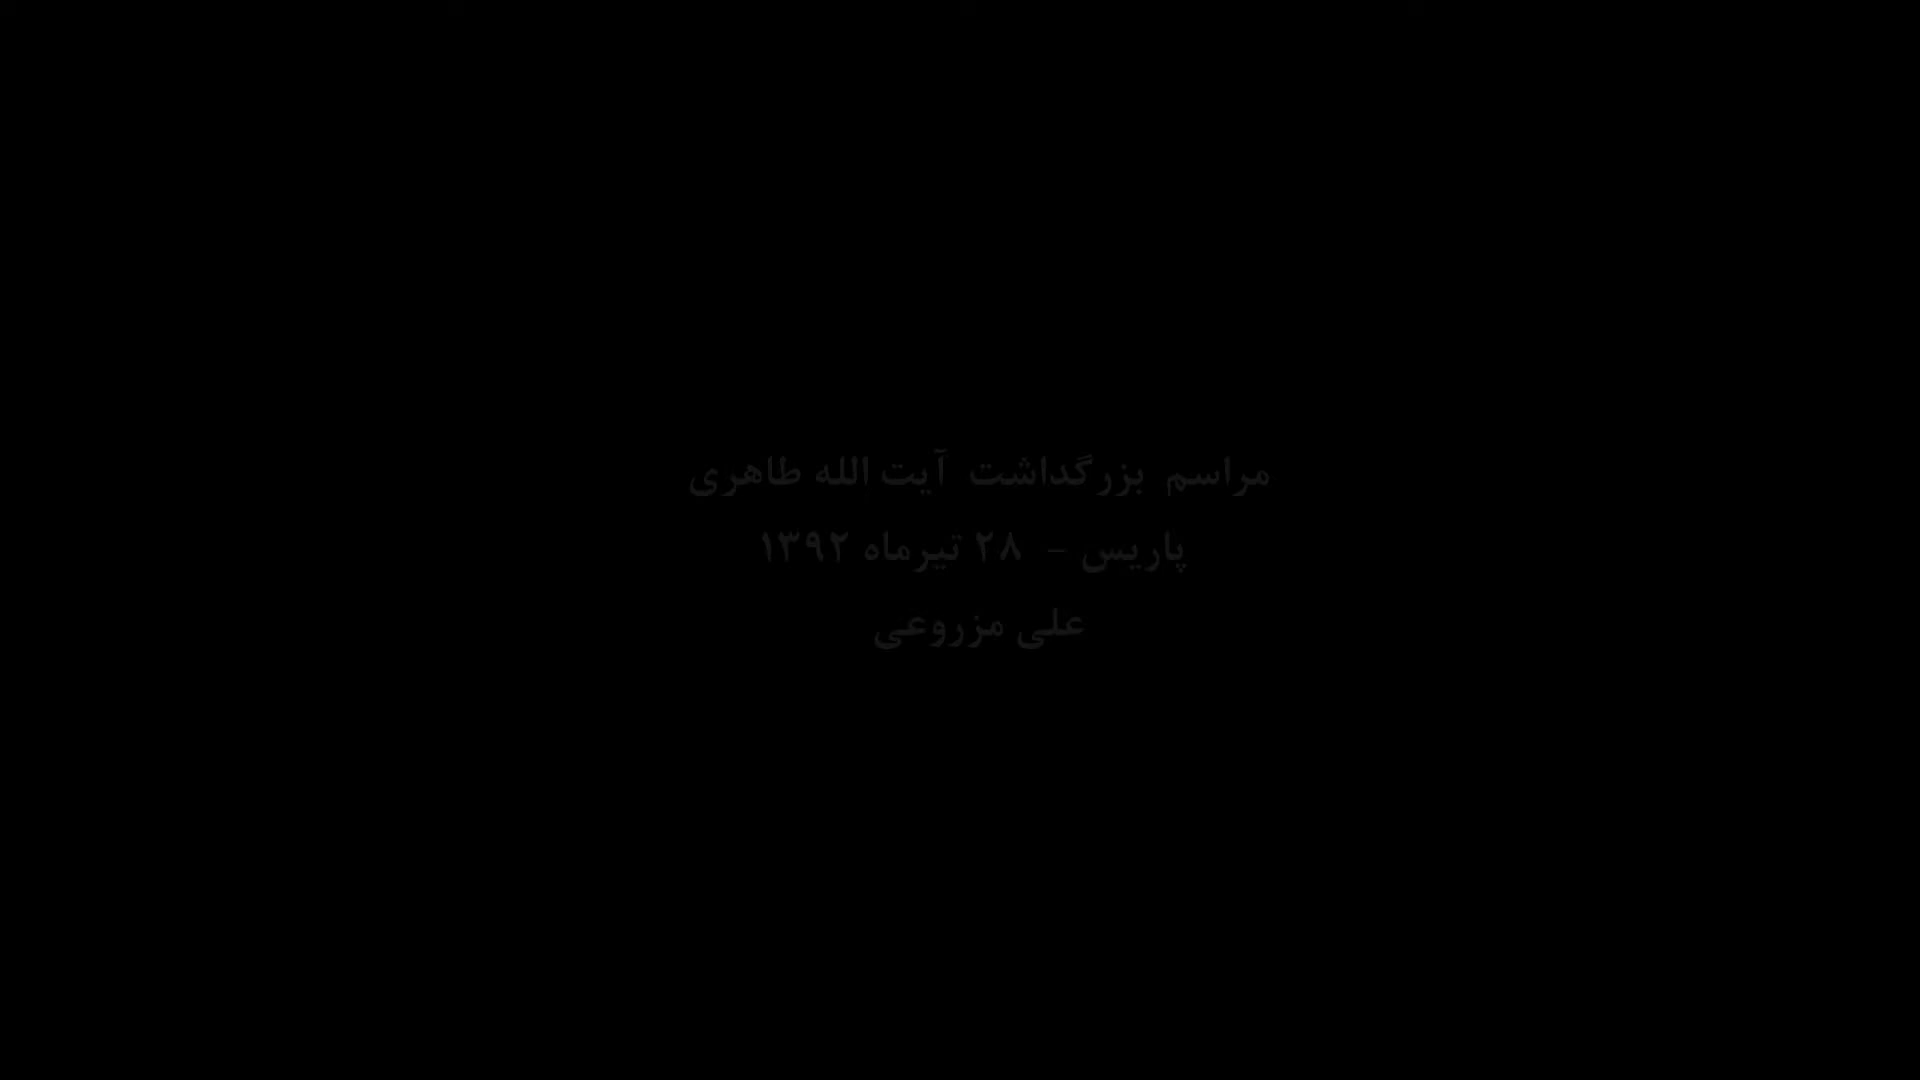 مراسم بزرگداشت آیت الله طاهری
پاریس - ۲۸ تیرماه ۱۳۹۲
علی مزروعی